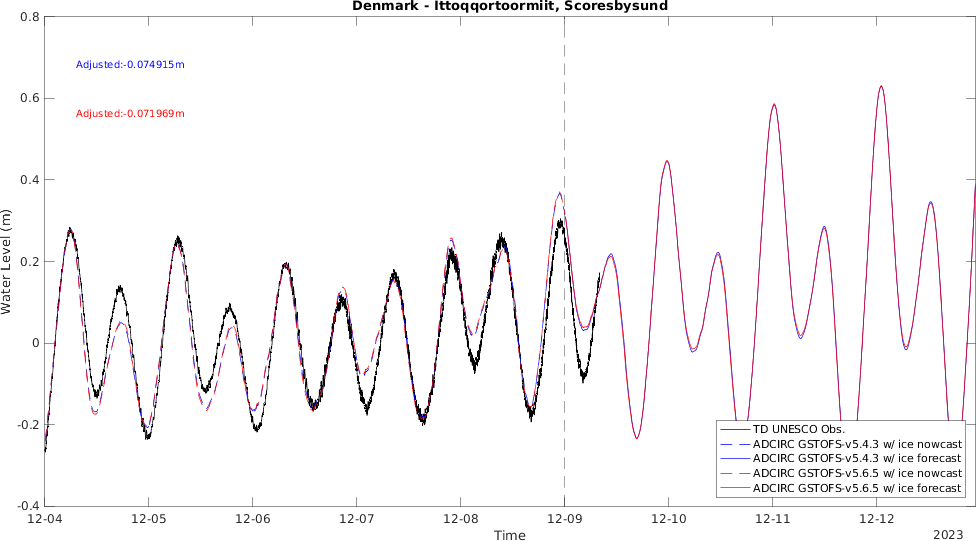 Denmark - Ittoqqortoormiit, Scoresbysund
Adjusted:-0.074915m
Adjusted:-0.071969m
Water Level (m)
0.8
0.6
0.4
0.2
0
-0.2
-0.4
TD UNESCO Obs.
ADCIRC GSTOFS-v5.4.3 w/ ice nowcast
ADCIRC GSTOFS-v5.4.3 w/ ice forecast
ADCIRC GSTOFS-v5.6.5 w/ ice nowcast
ADCIRC GSTOFS-v5.6.5 w/ ice forecast
12-04 12-05 12-06 12-07 12-08 12-09 12-10 12-11 12-12
Time
2023